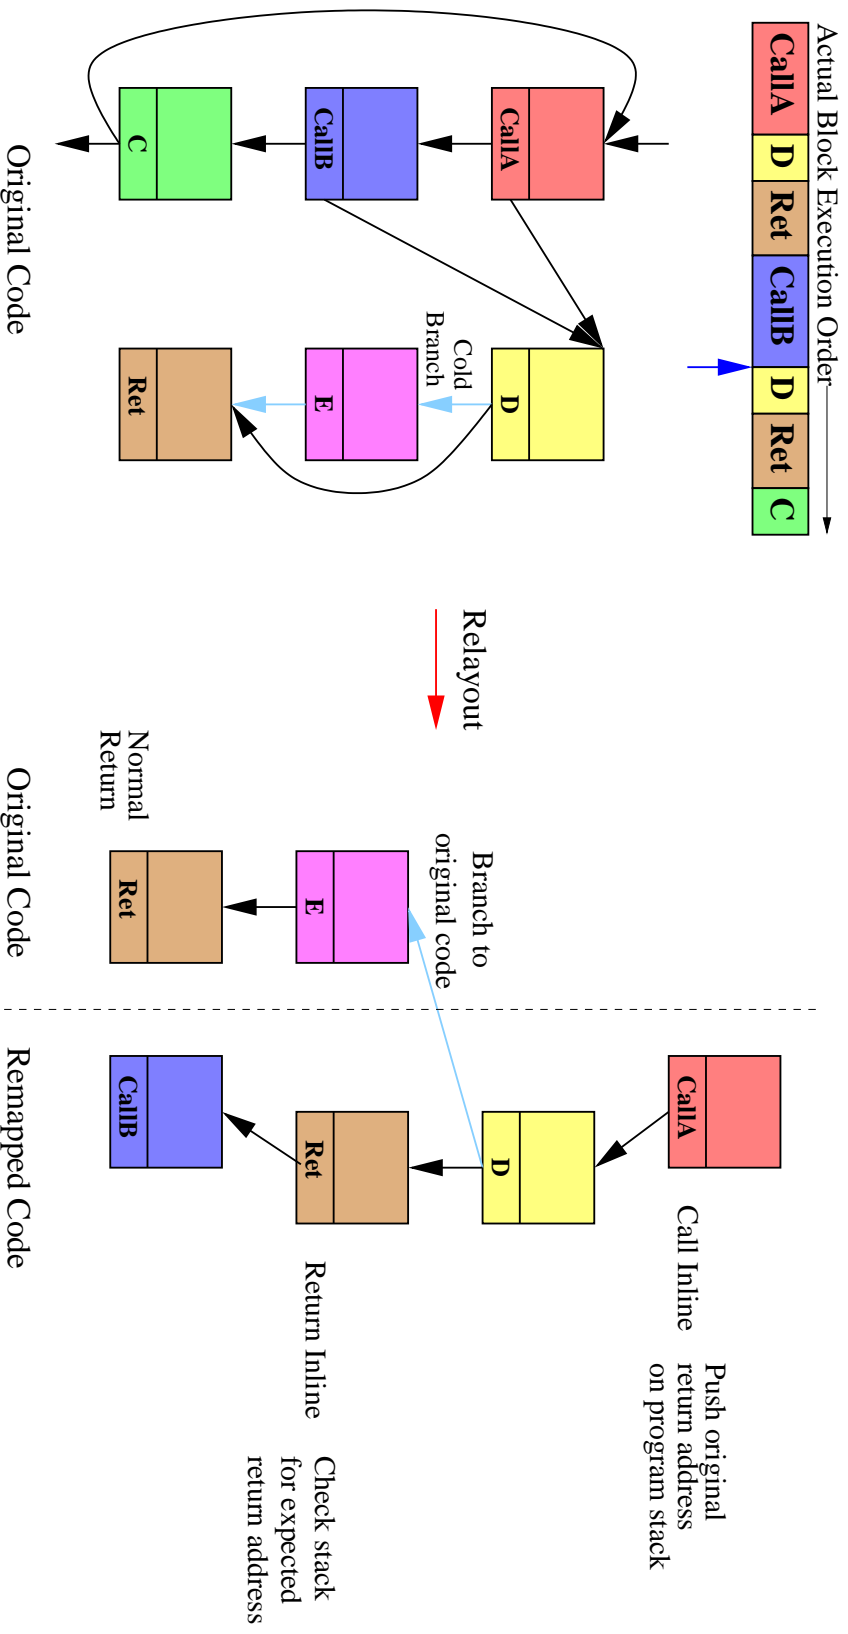 Actual Block Execution Order
CallA D Ret CallB D Ret C
CallA
CallB
C
D
Cold
Branch
E
Ret
Original Code
Relayout
Branch to
original code
E
Normal
Return
Ret
Original Code
CallA
Call Inline
Push original
return address
on program stack
D
Ret
Return Inline
Check stack
for expected
return address
CallB
Remapped Code